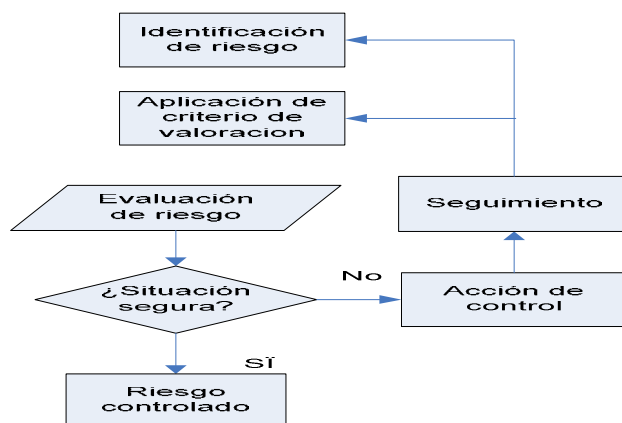 Identificación
de riesgo
Aplicación de
criterio de
valoracion
Evaluación
de riesgo
Seguimiento
¿Situación
segura?
No
Acción de
control
SÏ
Riesgo
controlado